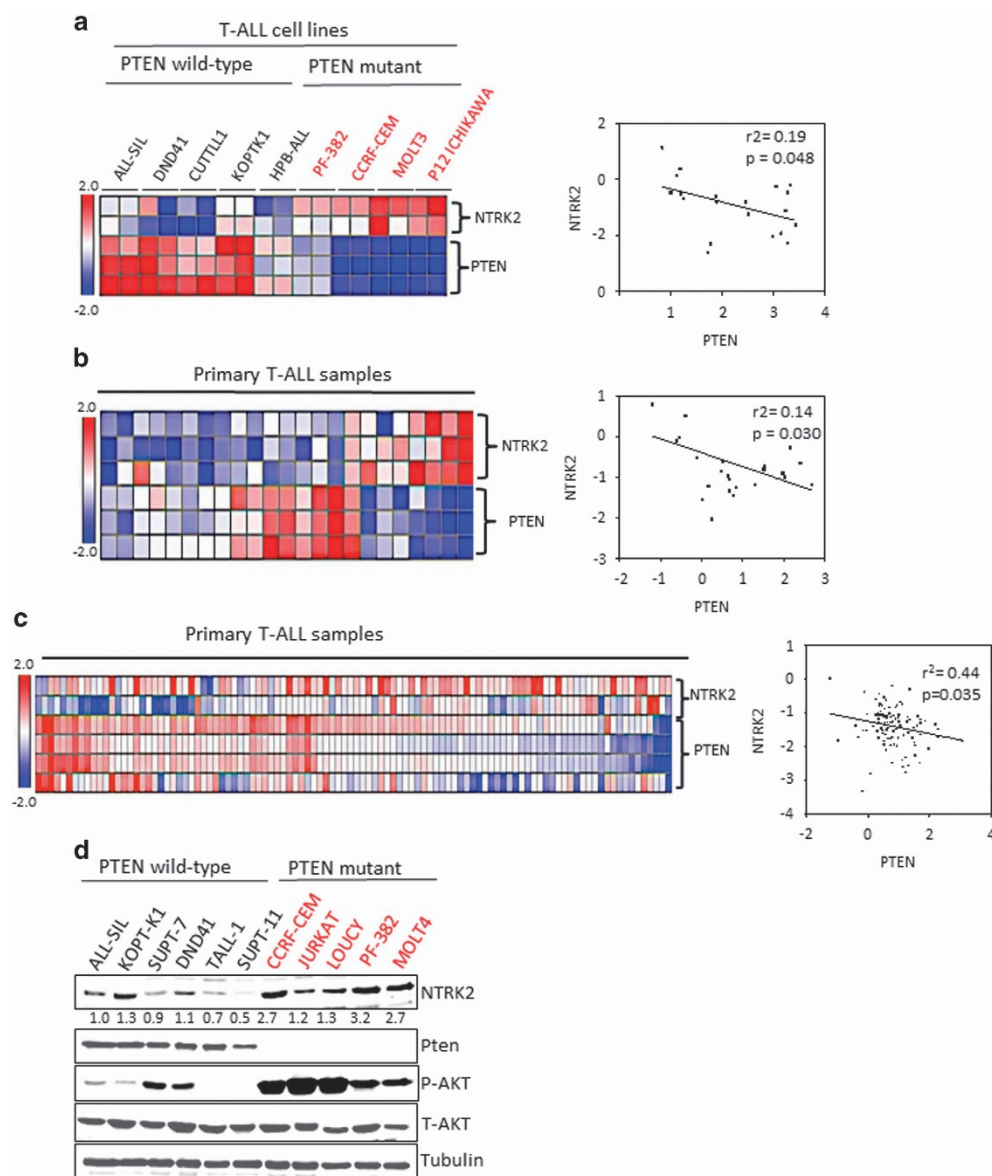 a
T-ALL cell lines
PTEN wild-type PTEN mutant
ALL-SIL DND41 CUTTLL1 KOPTK1 HPB-ALL PF-382 CCRF-CEM MOLT3 P12 ICHIKAWA
2.0
-2.0
NTRK2
PTEN
r2= 0.19
p = 0.048
NTRK2
2
0
-2
0
1 2 3 4
PTEN
b
Primary T-ALL samples
2.0
-2.0
NTRK2
PTEN
r2= 0.14
p = 0.030
NTRK2
1
0
-1
-2
-3
-2 -1 0 1 2 3
PTEN
c
Primary T-ALL samples
2.0
-2.0
NTRK2
PTEN
r²= 0.44
p=0.035
NTRK2
1
0
-1
-2
-3
-4
-2 0 2 4
PTEN
d
PTEN wild-type PTEN mutant
ALL-SIL KOPT-K1 SUPT-7 DND41 TALL-1 SUPT-11 CCRF-CEM JURKAT LOUCY PF-382 MOLT4
NTRK2
1.0 1.3 0.9 1.1 0.7 0.5 2.7 1.2 1.3 3.2 2.7
Pten
P-AKT
T-AKT
Tubulin